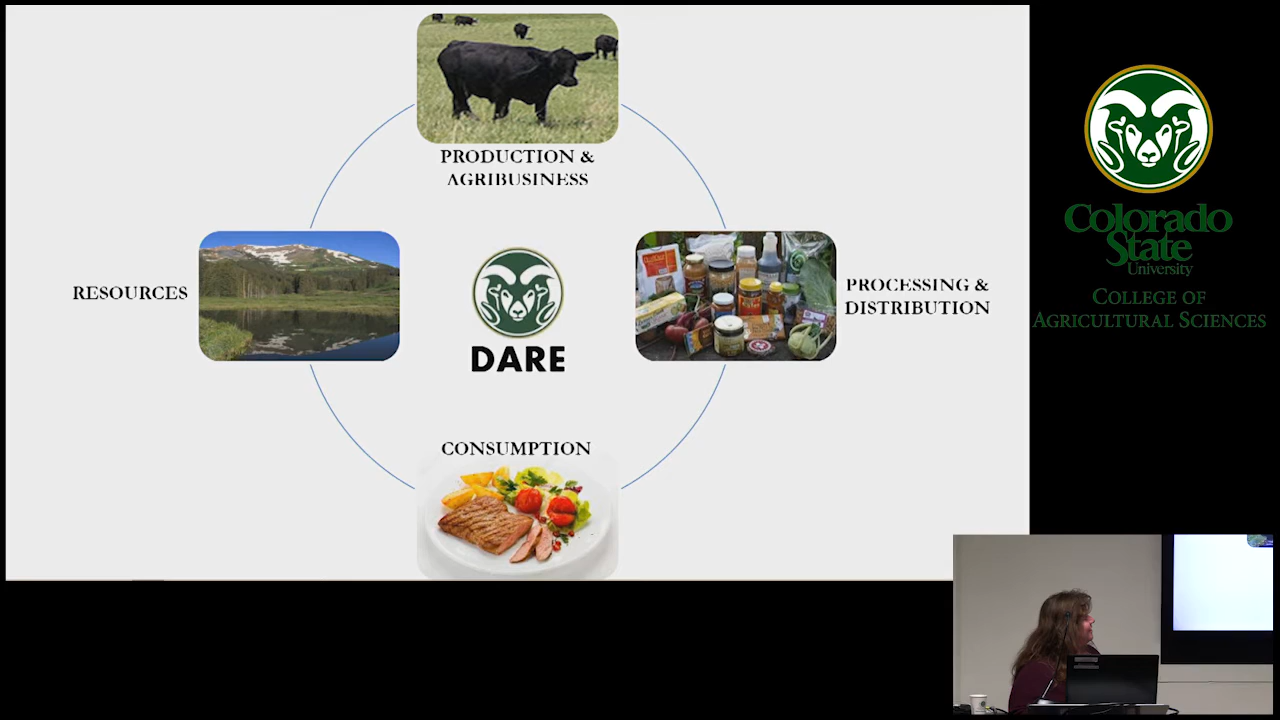 PRODUCTION &
AGRIBUSINESS
RESOURCES
PROCESSING &
DISTRIBUTION
DARE
CONSUMPTION
Colorado
State
University
COLLEGE OF
AGRICULTURAL SCIENCES